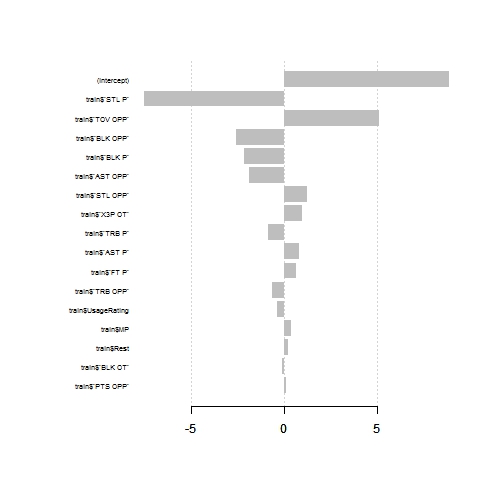 (Intercept)
train$`STL P`
train$`TOV OPP`
train$`BLK OPP`
train$`BLK P`
train$`AST OPP`
train$`STL OPP`
train$`X3P OT`
train$`TRB P`
train$`AST P`
train$`FT P`
train$`TRB OPP`
train$UsageRating
train$MP
train$Rest
train$`BLK OT`
train$`PTS OPP`
-5 0 5